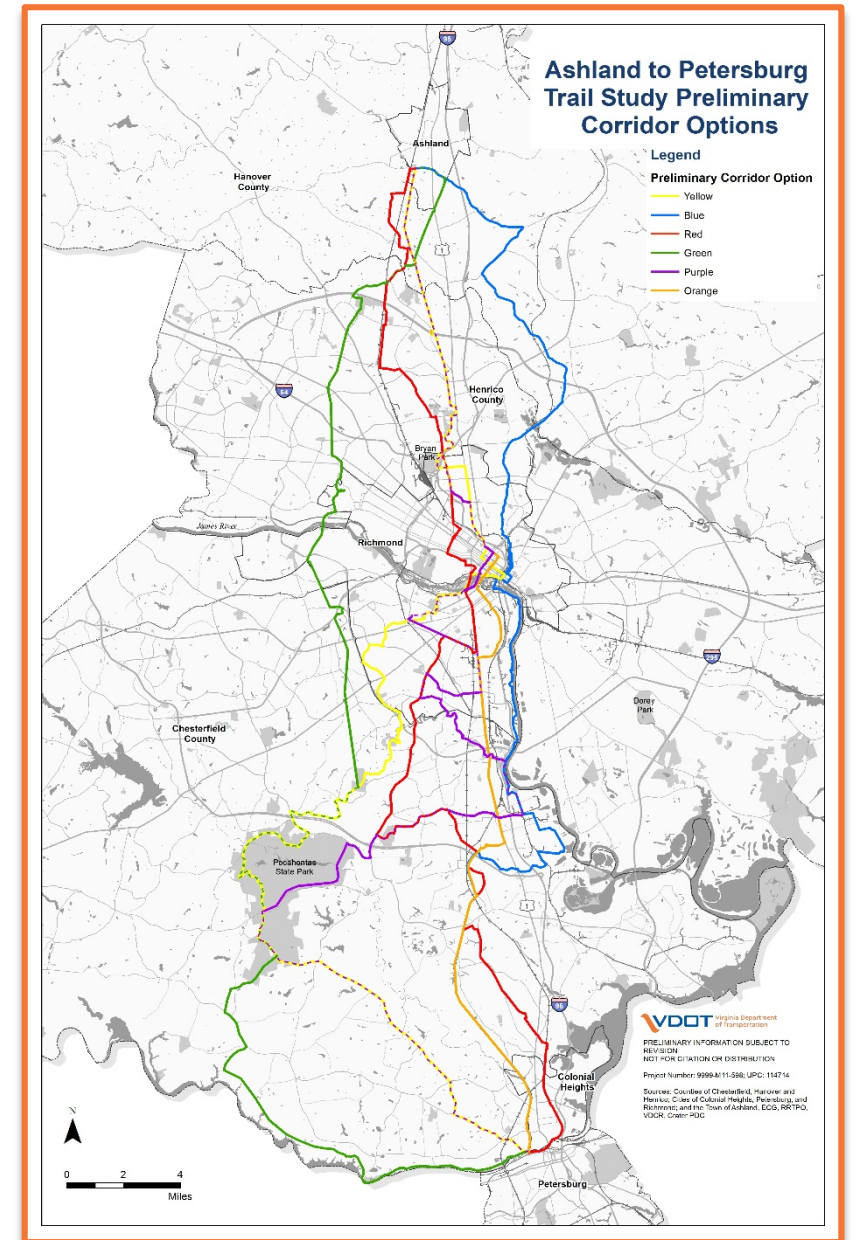 95
Ashland to Petersburg
Trail Study Preliminary
Corridor Options
Legend
Preliminary Corridor Option
Yellow
Blue
Red
Green
Purple
Orange
Ashland
Hanover
County
1
64
Henrico
County
Bryan
Park
James River
Richmond
295
Dorey
Park
Chesterfield
County
Pocahontas
State Park
1
95
VDOT Virginia Department
of Transportation
PRELIMINARY INFORMATION SUBJECT TO
REVISION
NOT FOR CITATION OR DISTRIBUTION
Project Number: 9999-M11-598; UPC: 114714
Sources: Counties of Chesterfield, Hanover and
Henrico; Cities of Colonial Heights, Petersburg, and
Richmond; and the Town of Ashland, ECG, RRTPO,
VDCR, Crater PDC
Colonial
Heights
N
0 2 4
Miles
Petersburg